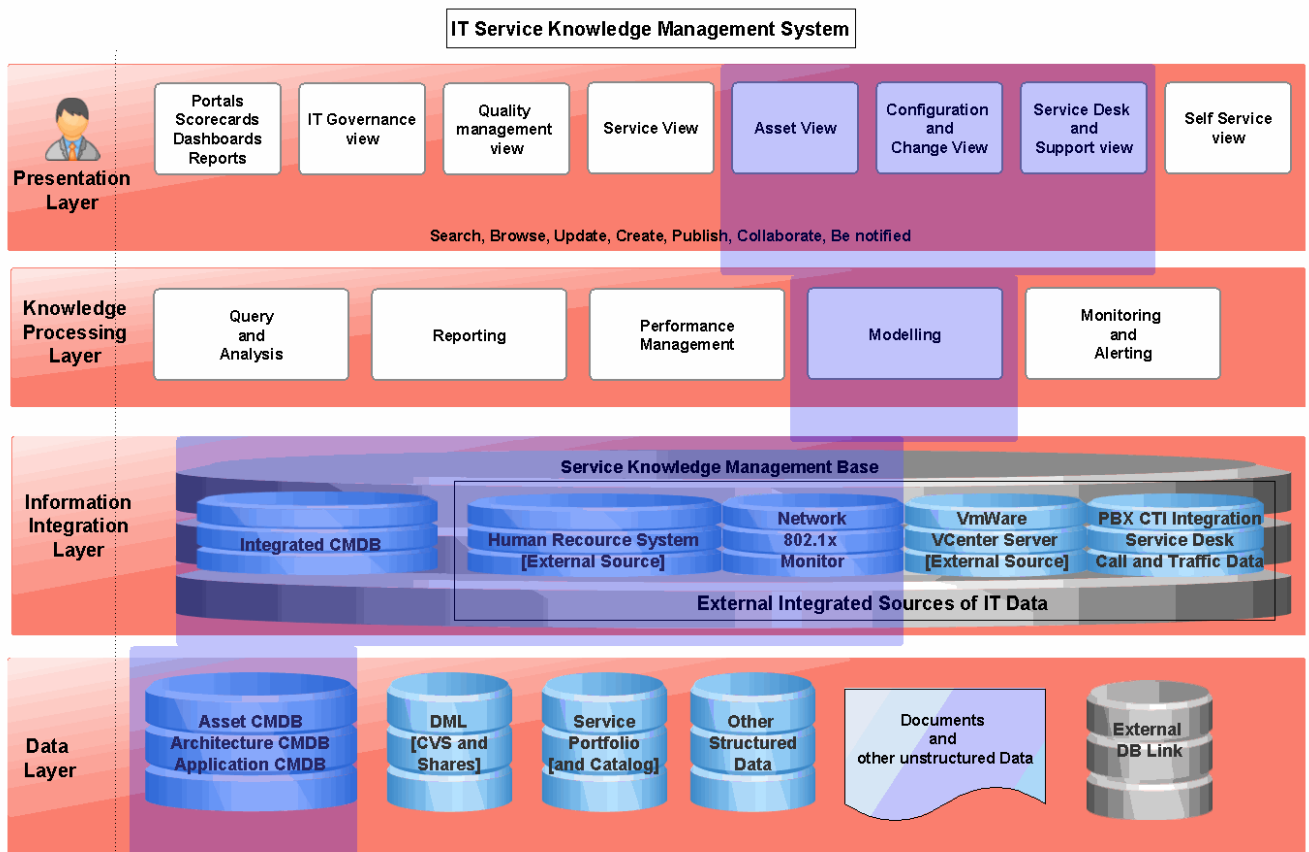 IT Service Knowledge Management System
Portals
Scorecards
Dashboards
Reports
IT Governance
view
Quality
management
view
Service View
Asset View
Configuration
and
Change View
Service Desk
and
Support view
Self Service
view
Presentation
Layer
Search, Browse, Update, Create, Publish, Collaborate, Be notified
Knowledge
Processing
Layer
Query
and
Analysis
Reporting
Performance
Management
Modelling
Monitoring
and
Alerting
Information
Integration
Layer
Service Knowledge Management Base
Integrated CMDB
Human Recource System
[External Source]
Network
802.1x
Monitor
VmWare
VCenter Server
[External Source]
PBX CTI Integration
Service Desk
Call and Traffic Data
External Integrated Sources of IT Data
Data
Layer
Asset CMDB
Architecture CMDB
Application CMDB
DML
[CVS and
Shares]
Service
Portfolio
[and Catalog]
Other
Structured
Data
Documents
and
other unstructured Data
External
DB Link